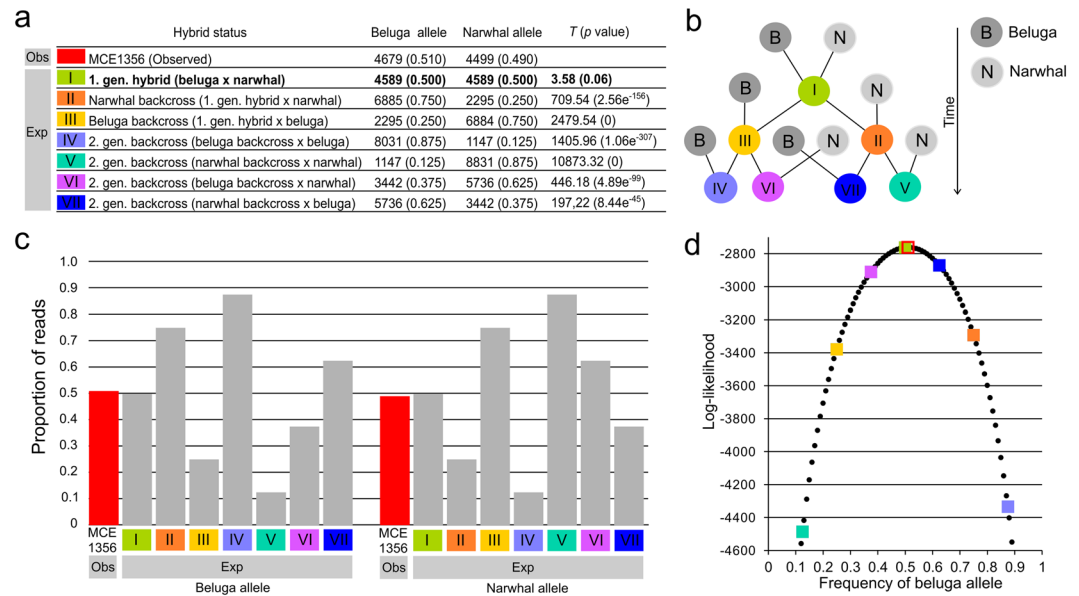 a
Hybrid status Beluga allele Narwhal allele T (p value)
Obs MCE1356 (Observed) 4679 (0.510) 4499 (0.490)
Exp
I 1. gen. hybrid (beluga x narwhal) 4589 (0.500) 4589 (0.500) 3.58 (0.06)
II Narwhal backcross (1. gen. hybrid x narwhal) 6885 (0.750) 2295 (0.250) 709.54 (2.56e-156)
III Beluga backcross (1. gen. hybrid x beluga) 2295 (0.250) 6884 (0.750) 2479.54 (0)
IV 2. gen. backcross (beluga backcross x beluga) 8031 (0.875) 1147 (0.125) 1405.96 (1.06e-307)
V 2. gen. backcross (narwhal backcross x narwhal) 1147 (0.125) 8831 (0.875) 10873.32 (0)
VI 2. gen. backcross (beluga backcross x narwhal) 3442 (0.375) 5736 (0.625) 446.18 (4.89e-99)
VII 2. gen. backcross (narwhal backcross x beluga) 5736 (0.625) 3442 (0.375) 197,22 (8.44e-45)
b
B N
B I N
B III B N II N
IV VI VII V
Time
B Beluga
N Narwhal
c
Proportion of reads
1.0
0.9
0.8
0.7
0.6
0.5
0.4
0.3
0.2
0.1
0
MCE I II III IV V VI VII MCE I II III IV V VI VII
1356 1356
Obs Exp Obs Exp
Beluga allele Narwhal allele
d
Log-likelihood
-2800
-3000
-3200
-3400
-3600
-3800
-4000
-4200
-4400
-4600
0 0.1 0.2 0.3 0.4 0.5 0.6 0.7 0.8 0.9 1
Frequency of beluga allele